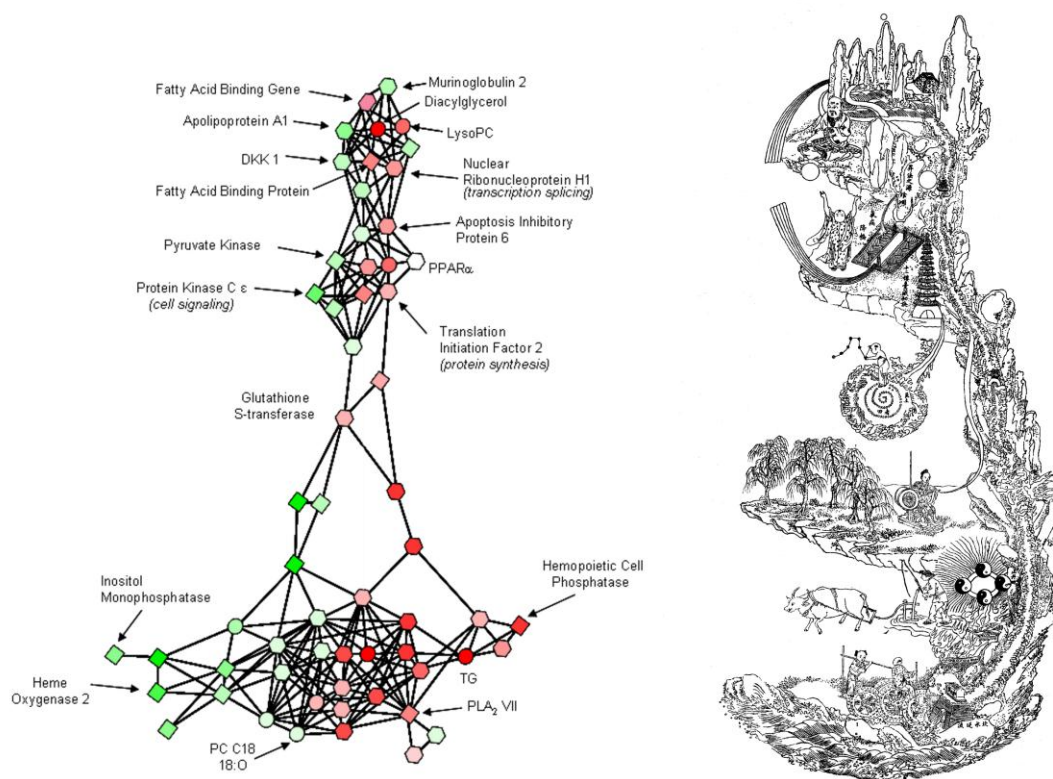 Murinoglobulin 2
Fatty Acid Binding Gene
Diacylglycerol
Apolipoprotein A1
LysoPC
DKK 1
Nuclear
Ribonucleoprotein H1
(transcription splicing)
Fatty Acid Binding Protein
Apoptosis Inhibitory
Protein 6
Pyruvate Kinase
PPARα
Protein Kinase C ε
(cell signaling)
Translation
Initiation Factor 2
(protein synthesis)
Glutathione
S-transferase
Hemopoietic Cell
Phosphatase
Inositol
Monophosphatase
TG
Heme
Oxygenase 2
PLA₂ VII
PC C18
18:O